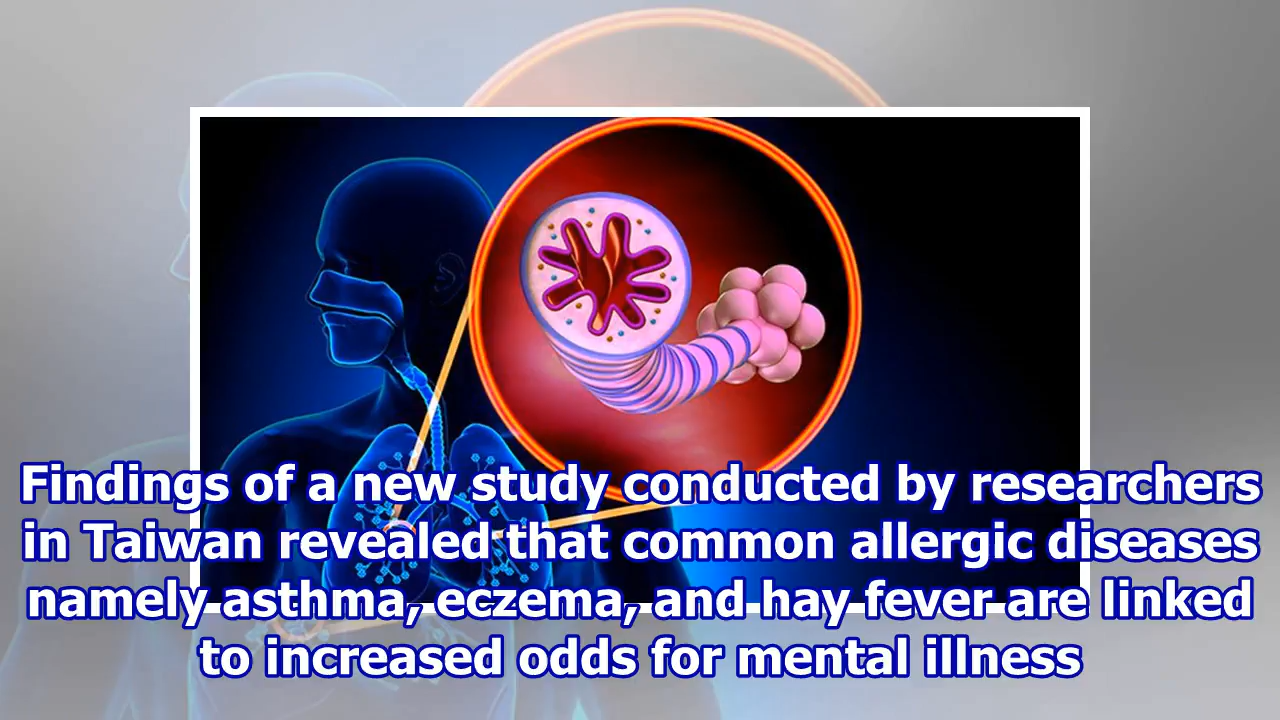 Findings of a new study conducted by researchers
in Taiwan revealed that common allergic diseases
namely asthma, eczema, and hay fever are linked
to increased odds for mental illness